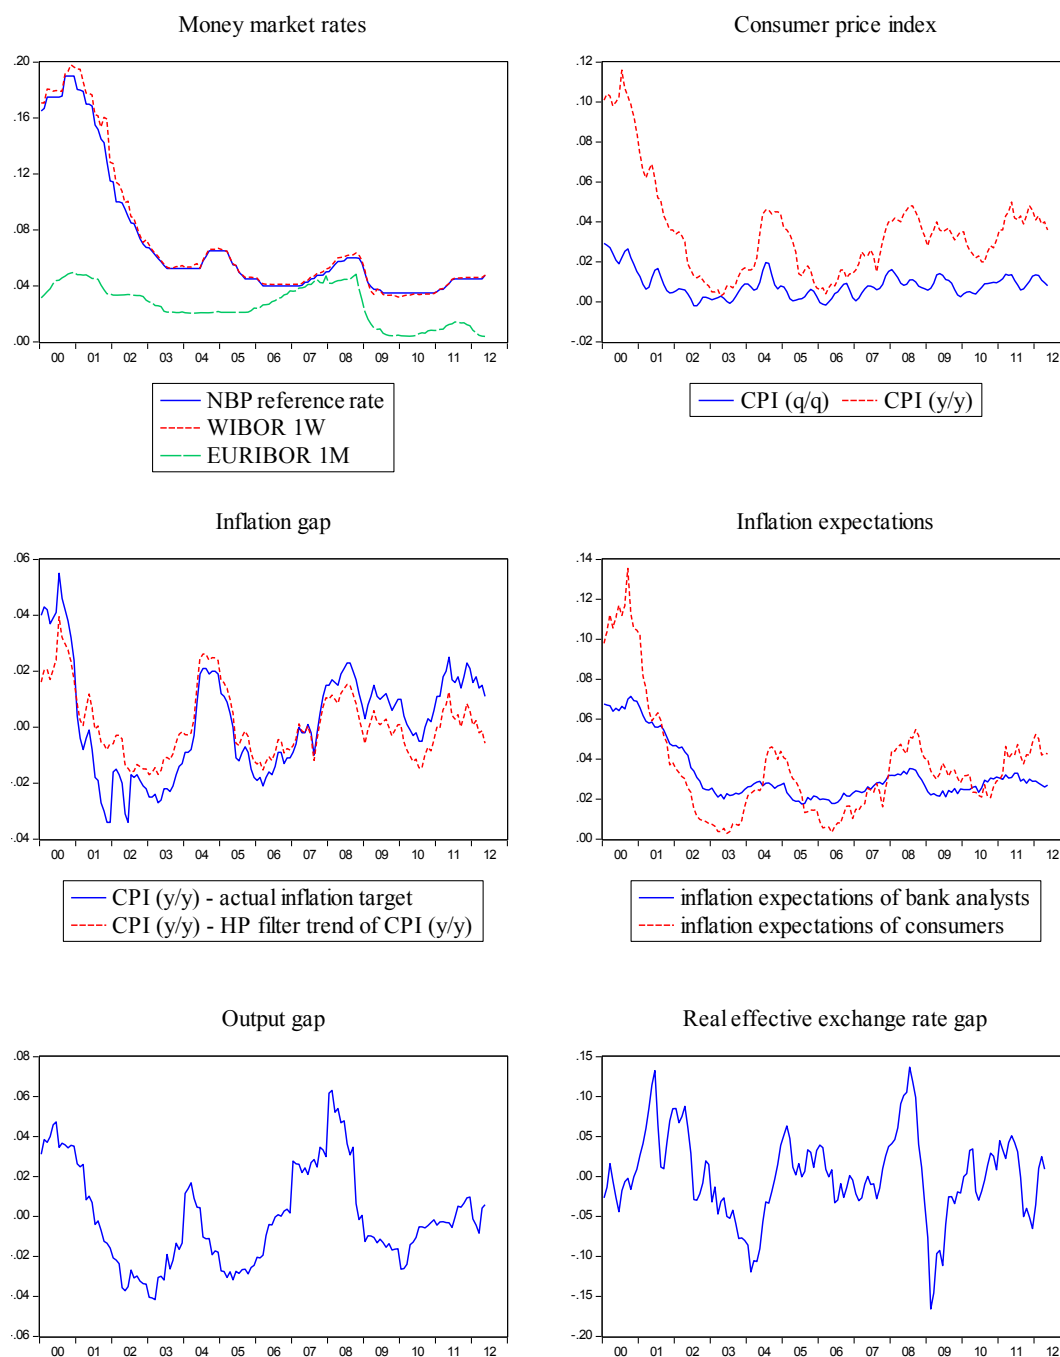 Money market rates
.20
.16
.12
.08
.04
.00
00 01 02 03 04 05 06 07 08 09 10 11 12
NBP reference rate
WIBOR 1W
EURIBOR 1M
Consumer price index
.12
.10
.08
.06
.04
.02
.00
-.02
00 01 02 03 04 05 06 07 08 09 10 11 12
CPI (q/q) CPI (y/y)
Inflation gap
.06
.04
.02
.00
-.02
-.04
00 01 02 03 04 05 06 07 08 09 10 11 12
CPI (y/y) - actual inflation target
CPI (y/y) - HP filter trend of CPI (y/y)
Inflation expectations
.14
.12
.10
.08
.06
.04
.02
.00
00 01 02 03 04 05 06 07 08 09 10 11 12
inflation expectations of bank analysts
inflation expectations of consumers
Output gap
.08
.06
.04
.02
.00
-.02
-.04
-.06
00 01 02 03 04 05 06 07 08 09 10 11 12
Real effective exchange rate gap
.15
.10
.05
.00
-.05
-.10
-.15
-.20
00 01 02 03 04 05 06 07 08 09 10 11 12